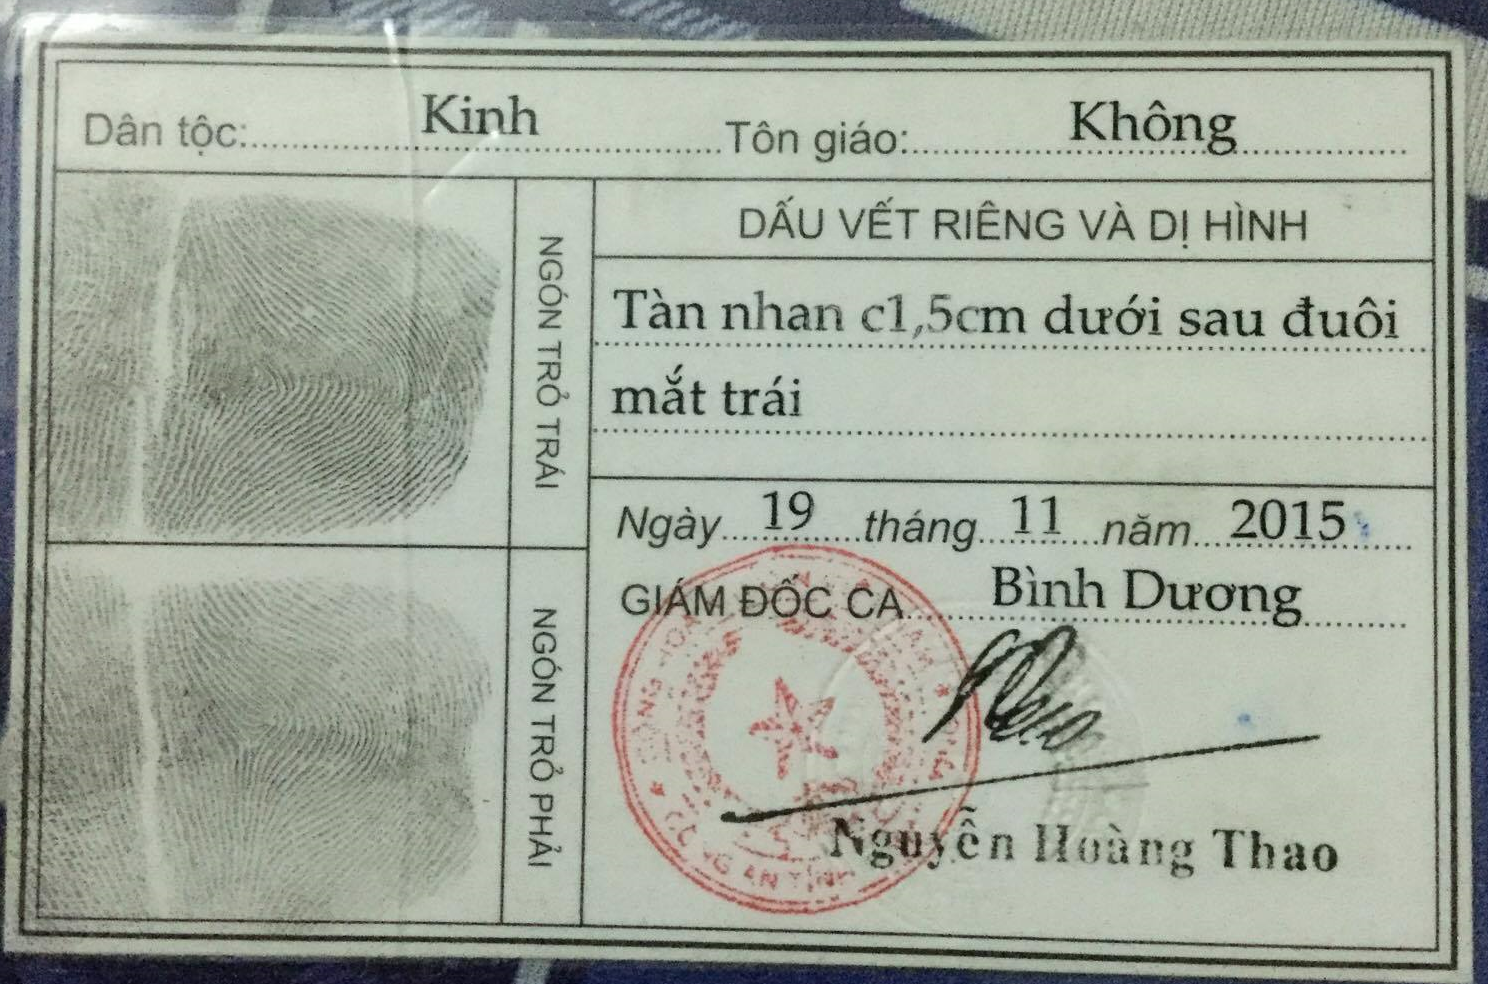 Dân tộc: Kinh Tôn giáo: Không
NGÓN TRỎ TRÁI
DẤU VẾT RIÊNG VÀ DỊ HÌNH
Tàn nhan c1,5cm dưới sau đuôi
mắt trái
Ngày 19 tháng 11 năm 2015
GIÁM ĐỐC CA Bình Dương
NGÓN TRỎ PHẢI
Nguyễn Hoàng Thao